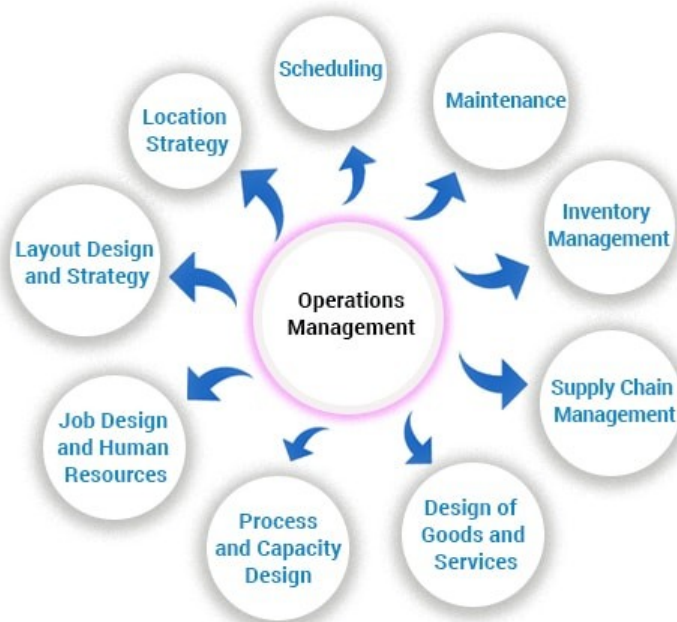 Scheduling
Maintenance
Location
Strategy
Inventory
Management
Layout Design
and Strategy
Operations
Management
Supply Chain
Management
Job Design
and Human
Resources
Design of
Goods and
Services
Process
and Capacity
Design